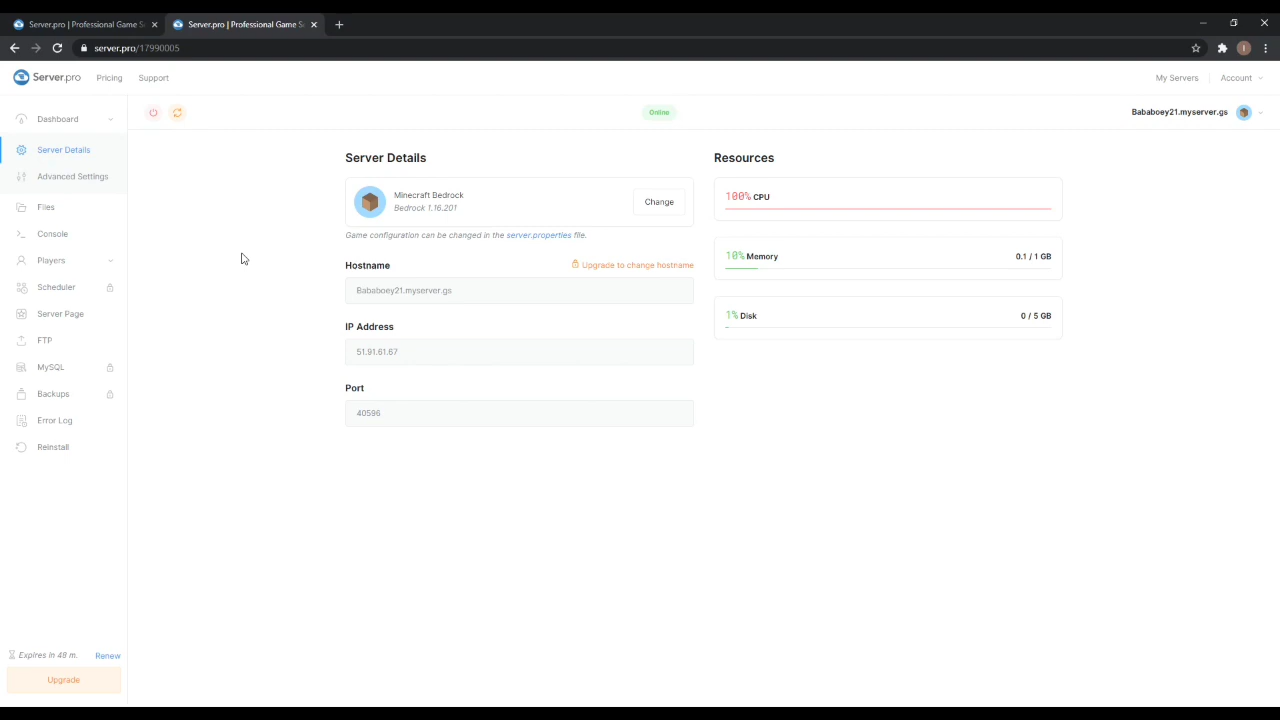 Server.pro | Professional Game S
Server.pro | Professional Game S
server.pro/17990005
I
Server.pro
Pricing
Support
My Servers
Account
Dashboard
Online
Bababoey21.myserver.gs
Server Details
Advanced Settings
Files
Console
Players
Scheduler
Server Page
FTP
MySQL
Backups
Error Log
Reinstall
Expires in 48 m.
Renew
Upgrade
Server Details
Minecraft Bedrock
Bedrock 1.16.201
Change
Game configuration can be changed in the server.properties file.
Hostname
Upgrade to change hostname
Bababoey21.myserver.gs
IP Address
51.91.61.67
Port
40596
Resources
100% CPU
10% Memory
0.1 / 1 GB
1% Disk
0 / 5 GB